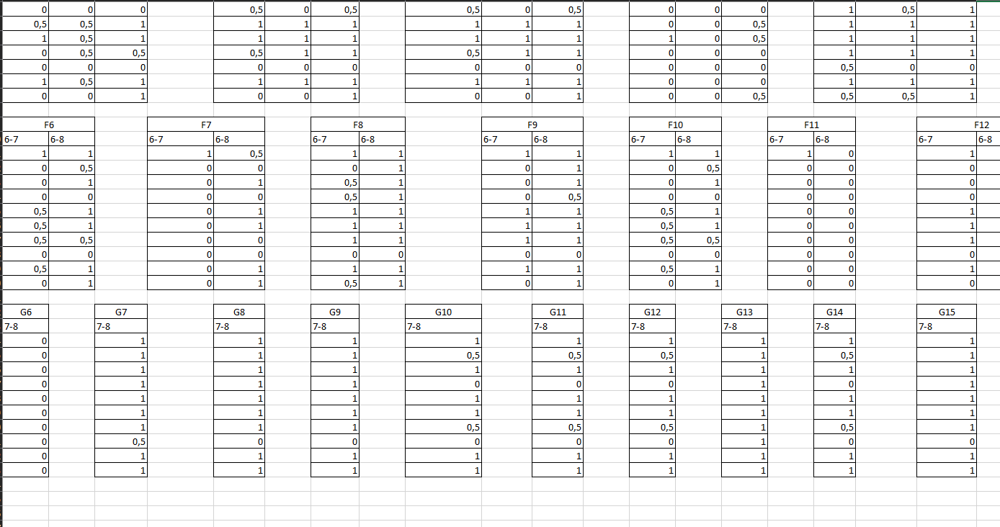 0 0 0 0,5 0 0,5 0,5 0 0,5 0 0 0 1 0,5 1
0,5 0,5 1 1 1 1 1 1 1 0 0 0,5 1 1 1
1 0,5 1 1 1 1 1 1 1 1 0 0,5 1 1 1
0 0,5 0,5 0,5 1 1 0,5 1 1 0 0 0 1 1 1
0 0 0 0 0 0 0 0 0 0 0 0 0,5 0 0
1 0,5 1 1 1 1 1 1 1 0 0 0 1 1 1
0 0 1 0 0 1 0 0 1 0 0 0,5 0,5 0,5 1
F6 F7 F8 F9 F10 F11 F12
6-7 6-8 6-7 6-8 6-7 6-8 6-7 6-8 6-7 6-8 6-7 6-8 6-7 6-8
1 1 1 0,5 1 1 1 1 1 1 1 0 1
0 0,5 0 0 0 1 0 1 0 0,5 0 0 0
0 1 0 1 0,5 1 0 1 0 1 0 0 0
0 0 0 0 0,5 1 0 0,5 0 0 0 0 0
0,5 1 0 1 1 1 1 1 0,5 1 0 0 1
0,5 1 0 1 1 1 1 1 0,5 1 0 0 1
0,5 0,5 0 0 1 1 1 1 0,5 0,5 0 0 1
0 0 0 0 0 0 0 0 0 0 0 0 0
0,5 1 0 1 1 1 1 1 0,5 1 0 0 1
0 1 0 1 0,5 1 0 1 0 1 0 0 0
G6 G7 G8 G9 G10 G11 G12 G13 G14 G15
7-8 7-8 7-8 7-8 7-8 7-8 7-8 7-8 7-8 7-8
0 1 1 1 1 1 1 1 1 1
0 1 1 1 0,5 0,5 0,5 1 0,5 1
0 1 1 1 1 1 1 1 1 1
0 1 1 1 0 0 0 1 0 1
0 1 1 1 1 1 1 1 1 1
0 1 1 1 1 1 1 1 1 1
0 1 1 1 0,5 0,5 0,5 1 0,5 1
0 0,5 0 0 0 0 0 1 0 0
0 1 1 1 1 1 1 1 1 1
0 1 1 1 1 1 1 1 1 1